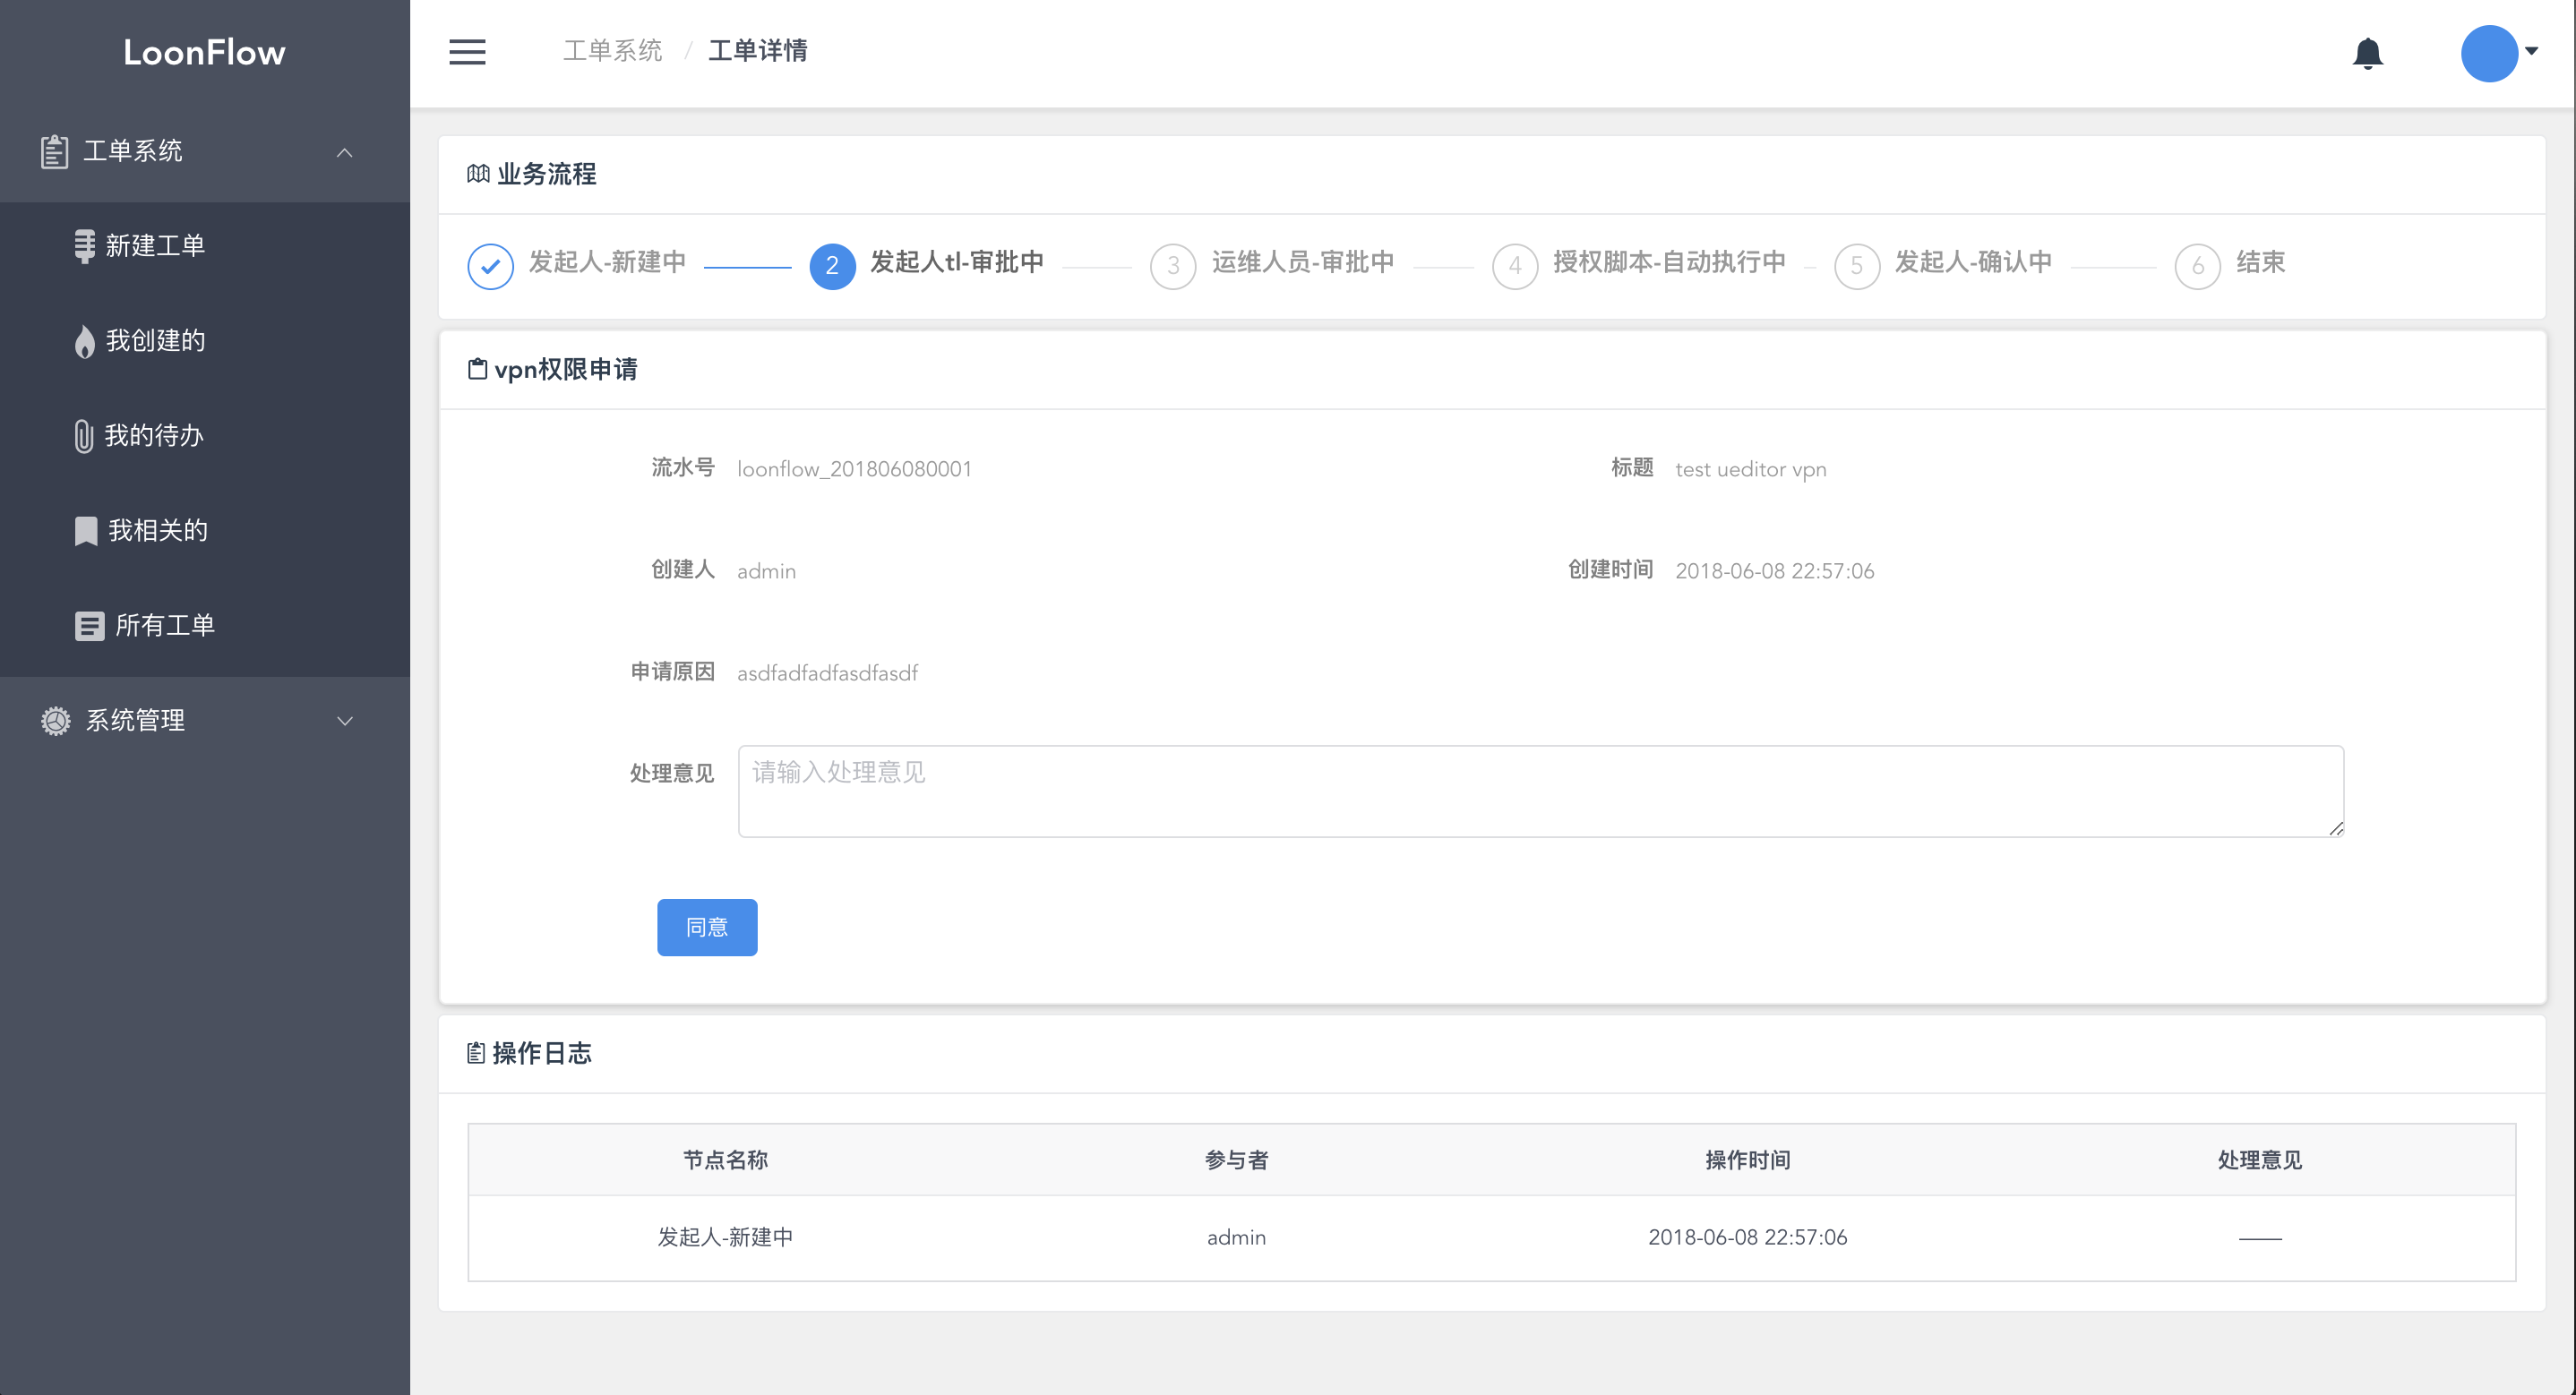 LoonFlow
工单系统
新建工单
我创建的
我的待办
我相关的
所有工单
系统管理
工单系统 / 工单详情
业务流程
发起人-新建中 2 发起人tl-审批中 3 运维人员-审批中 4 授权脚本-自动执行中 5 发起人-确认中 6 结束
vpn权限申请
流水号 loonflow_201806080001 标题 test ueditor vpn
创建人 admin 创建时间 2018-06-08 22:57:06
申请原因 asdfadfadfasdfasdf
处理意见 请输入处理意见
同意
操作日志
节点名称 参与者 操作时间 处理意见
发起人-新建中 admin 2018-06-08 22:57:06 ——